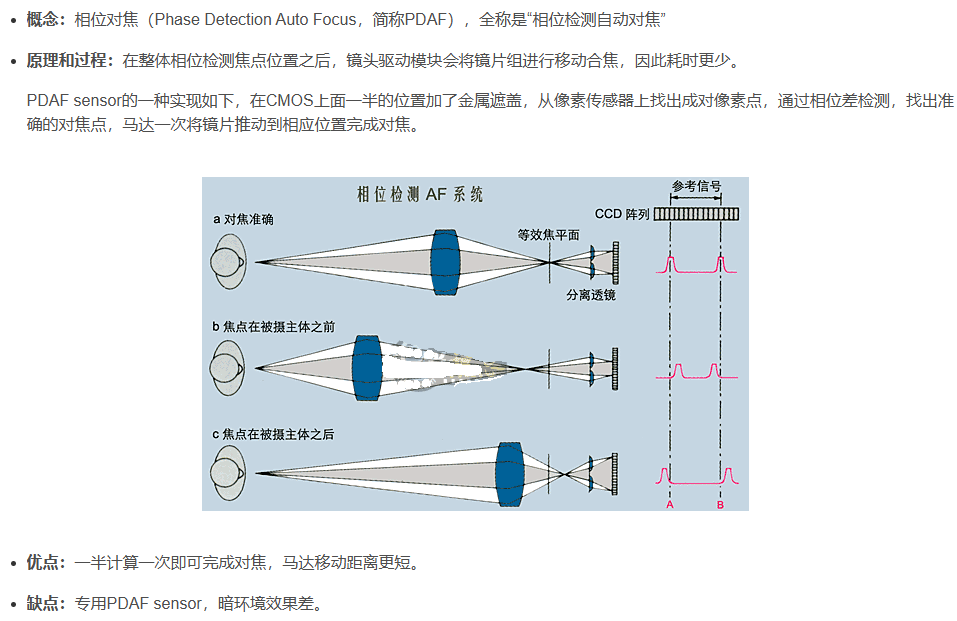 概念：相位对焦（Phase Detection Auto Focus，简称PDAF），全称是“相位检测自动对焦”
原理和过程：在整体相位检测焦点位置之后，镜头驱动模块会将镜片组进行移动合焦，因此耗时更少。
PDAF sensor的一种实现如下，在CMOS上面一半的位置加了金属遮盖，从像素传感器上找出成对像素点，通过相位差检测，找出准
确的对焦点，马达一次将镜片推动到相应位置完成对焦。
相位检测 AF 系统
参考信号
CCD 阵列
a 对焦准确
等效焦平面
分离透镜
b 焦点在被摄主体之前
c 焦点在被摄主体之后
A
B
优点：一半计算一次即可完成对焦，马达移动距离更短。
缺点：专用PDAF sensor，暗环境效果差。